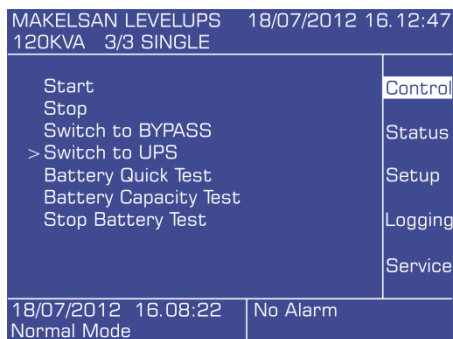 MAKELSAN LEVELUPS 18/07/2012 16.12:47
120KVA 3/3 SINGLE
Start
Stop
Switch to BYPASS
> Switch to UPS
Battery Quick Test
Battery Capacity Test
Stop Battery Test
Control
Status
Setup
Logging
Service
18/07/2012 16.08:22
Normal Mode
No Alarm